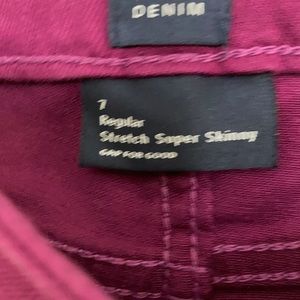 DENIM
7
Regular
Stretch Super Skinny
GAP FOR GOOD